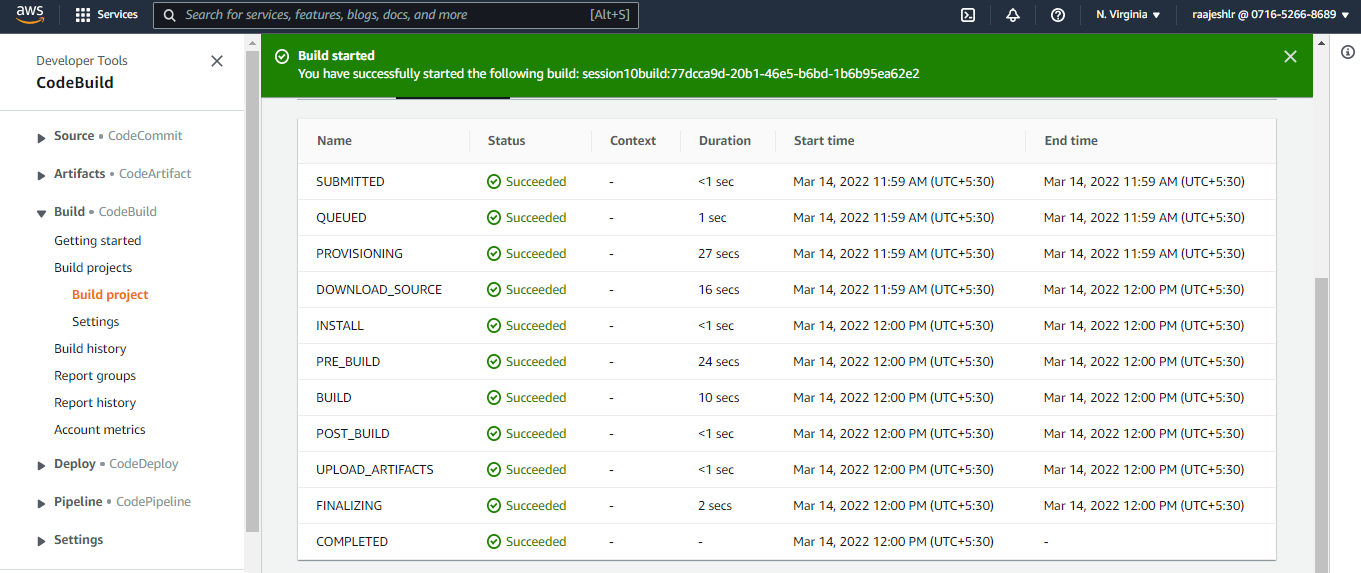 aws Services Search for services, features, blogs, docs, and more [Alt+S] N. Virginia raajeshlr @ 0716-5266-8689
Developer Tools
CodeBuild
Source • CodeCommit
Artifacts • CodeArtifact
Build • CodeBuild
Getting started
Build projects
Build project
Settings
Build history
Report groups
Report history
Account metrics
Deploy • CodeDeploy
Pipeline • CodePipeline
Settings
Build started
You have successfully started the following build: session10build:77dcca9d-20b1-46e5-b6bd-1b6b95ea62e2
Name Status Context Duration Start time End time
SUBMITTED Succeeded - <1 sec Mar 14, 2022 11:59 AM (UTC+5:30) Mar 14, 2022 11:59 AM (UTC+5:30)
QUEUED Succeeded - 1 sec Mar 14, 2022 11:59 AM (UTC+5:30) Mar 14, 2022 11:59 AM (UTC+5:30)
PROVISIONING Succeeded - 27 secs Mar 14, 2022 11:59 AM (UTC+5:30) Mar 14, 2022 11:59 AM (UTC+5:30)
DOWNLOAD_SOURCE Succeeded - 16 secs Mar 14, 2022 11:59 AM (UTC+5:30) Mar 14, 2022 12:00 PM (UTC+5:30)
INSTALL Succeeded - <1 sec Mar 14, 2022 12:00 PM (UTC+5:30) Mar 14, 2022 12:00 PM (UTC+5:30)
PRE_BUILD Succeeded - 24 secs Mar 14, 2022 12:00 PM (UTC+5:30) Mar 14, 2022 12:00 PM (UTC+5:30)
BUILD Succeeded - 10 secs Mar 14, 2022 12:00 PM (UTC+5:30) Mar 14, 2022 12:00 PM (UTC+5:30)
POST_BUILD Succeeded - <1 sec Mar 14, 2022 12:00 PM (UTC+5:30) Mar 14, 2022 12:00 PM (UTC+5:30)
UPLOAD_ARTIFACTS Succeeded - <1 sec Mar 14, 2022 12:00 PM (UTC+5:30) Mar 14, 2022 12:00 PM (UTC+5:30)
FINALIZING Succeeded - 2 secs Mar 14, 2022 12:00 PM (UTC+5:30) Mar 14, 2022 12:00 PM (UTC+5:30)
COMPLETED Succeeded - - Mar 14, 2022 12:00 PM (UTC+5:30) -